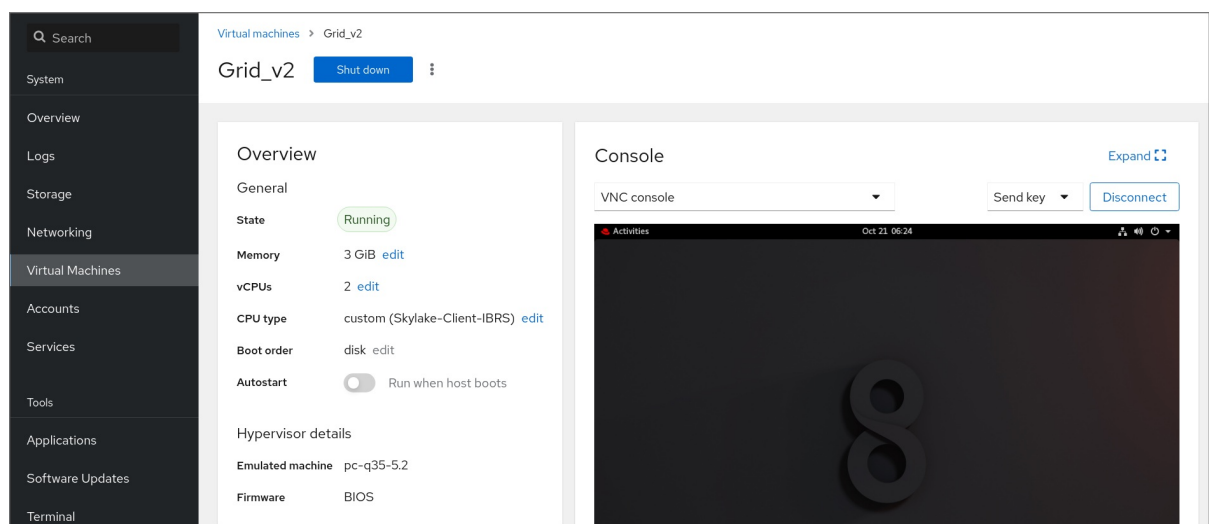 Search
System
Overview
Logs
Storage
Networking
Virtual Machines
Accounts
Services
Tools
Applications
Software Updates
Terminal
Virtual machines > Grid_v2
Grid_v2 Shut down
Overview
General
State Running
Memory 3 GiB edit
vCPUs 2 edit
CPU type custom (Skylake-Client-IBRS) edit
Boot order disk edit
Autostart Run when host boots
Hypervisor details
Emulated machine pc-q35-5.2
Firmware BIOS
Console Expand
VNC console Send key Disconnect
Activities Oct 21 06:24
8